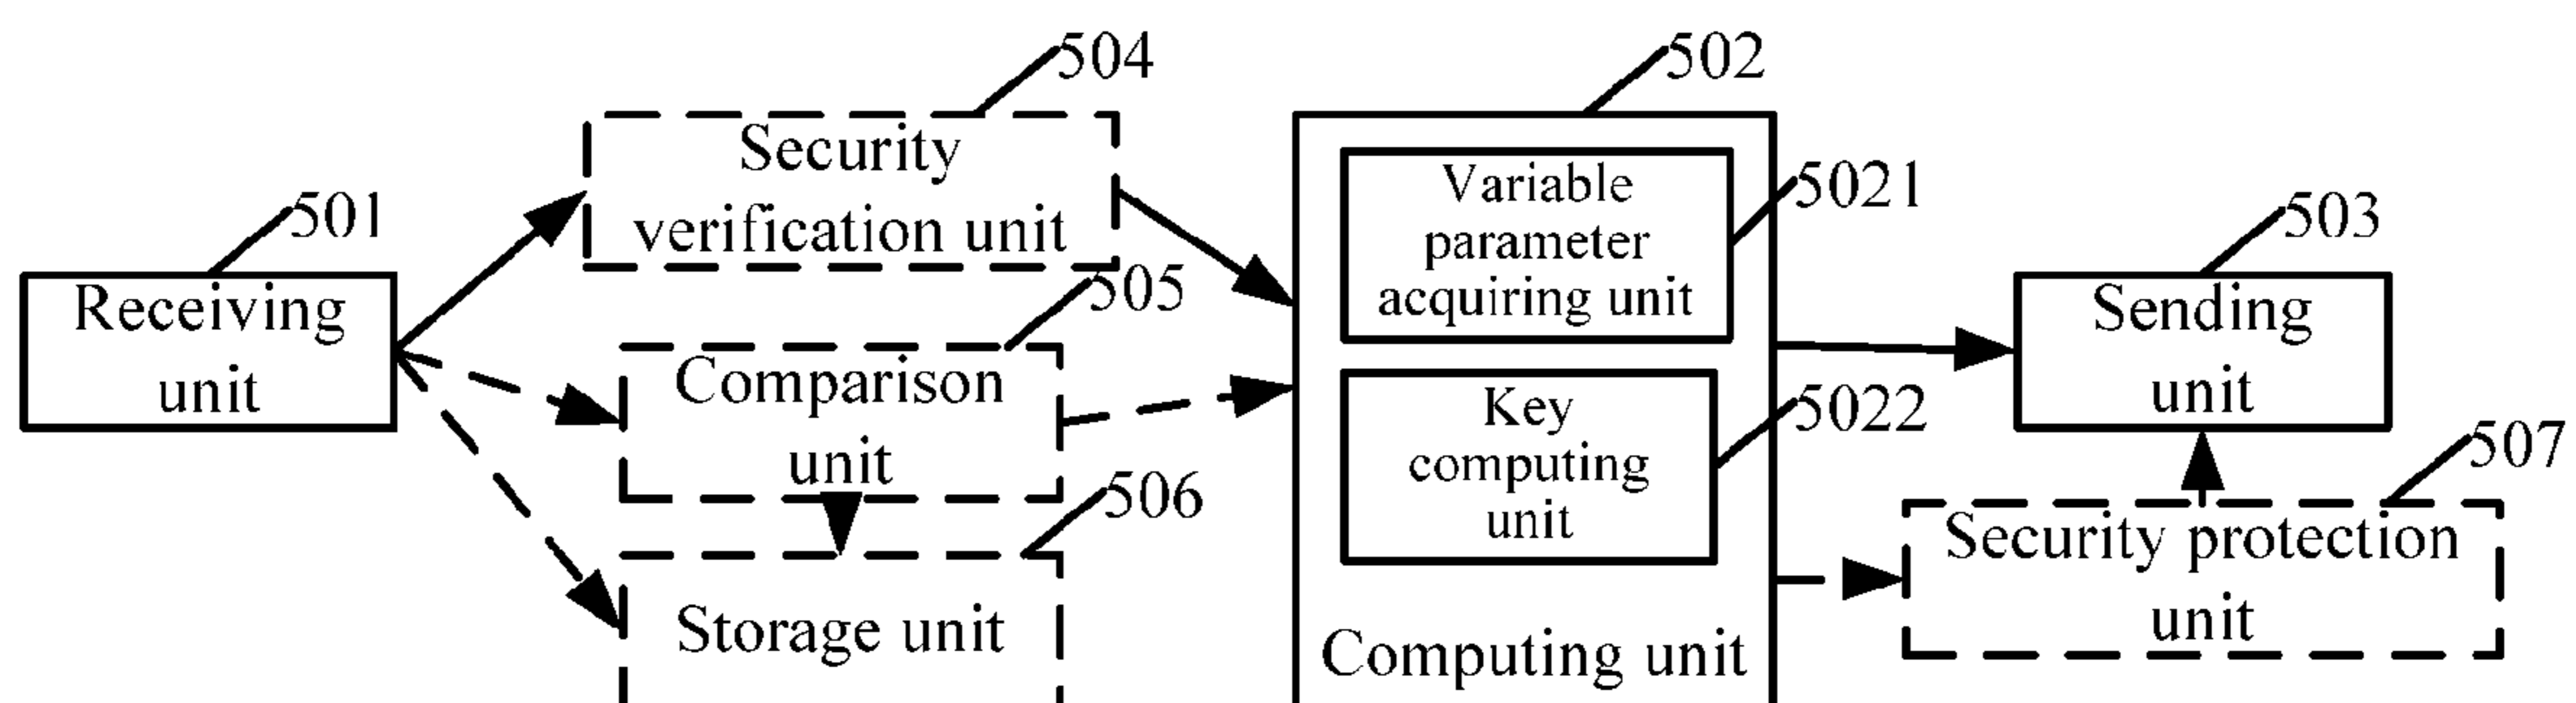 504
502
Security
verification unit
Variable
parameter
acquiring unit
5021
501
503
Receiving
unit
505
Sending
unit
Comparison
unit
Key
computing
unit
5022
507
506
Security protection
unit
Storage unit
Computing unit